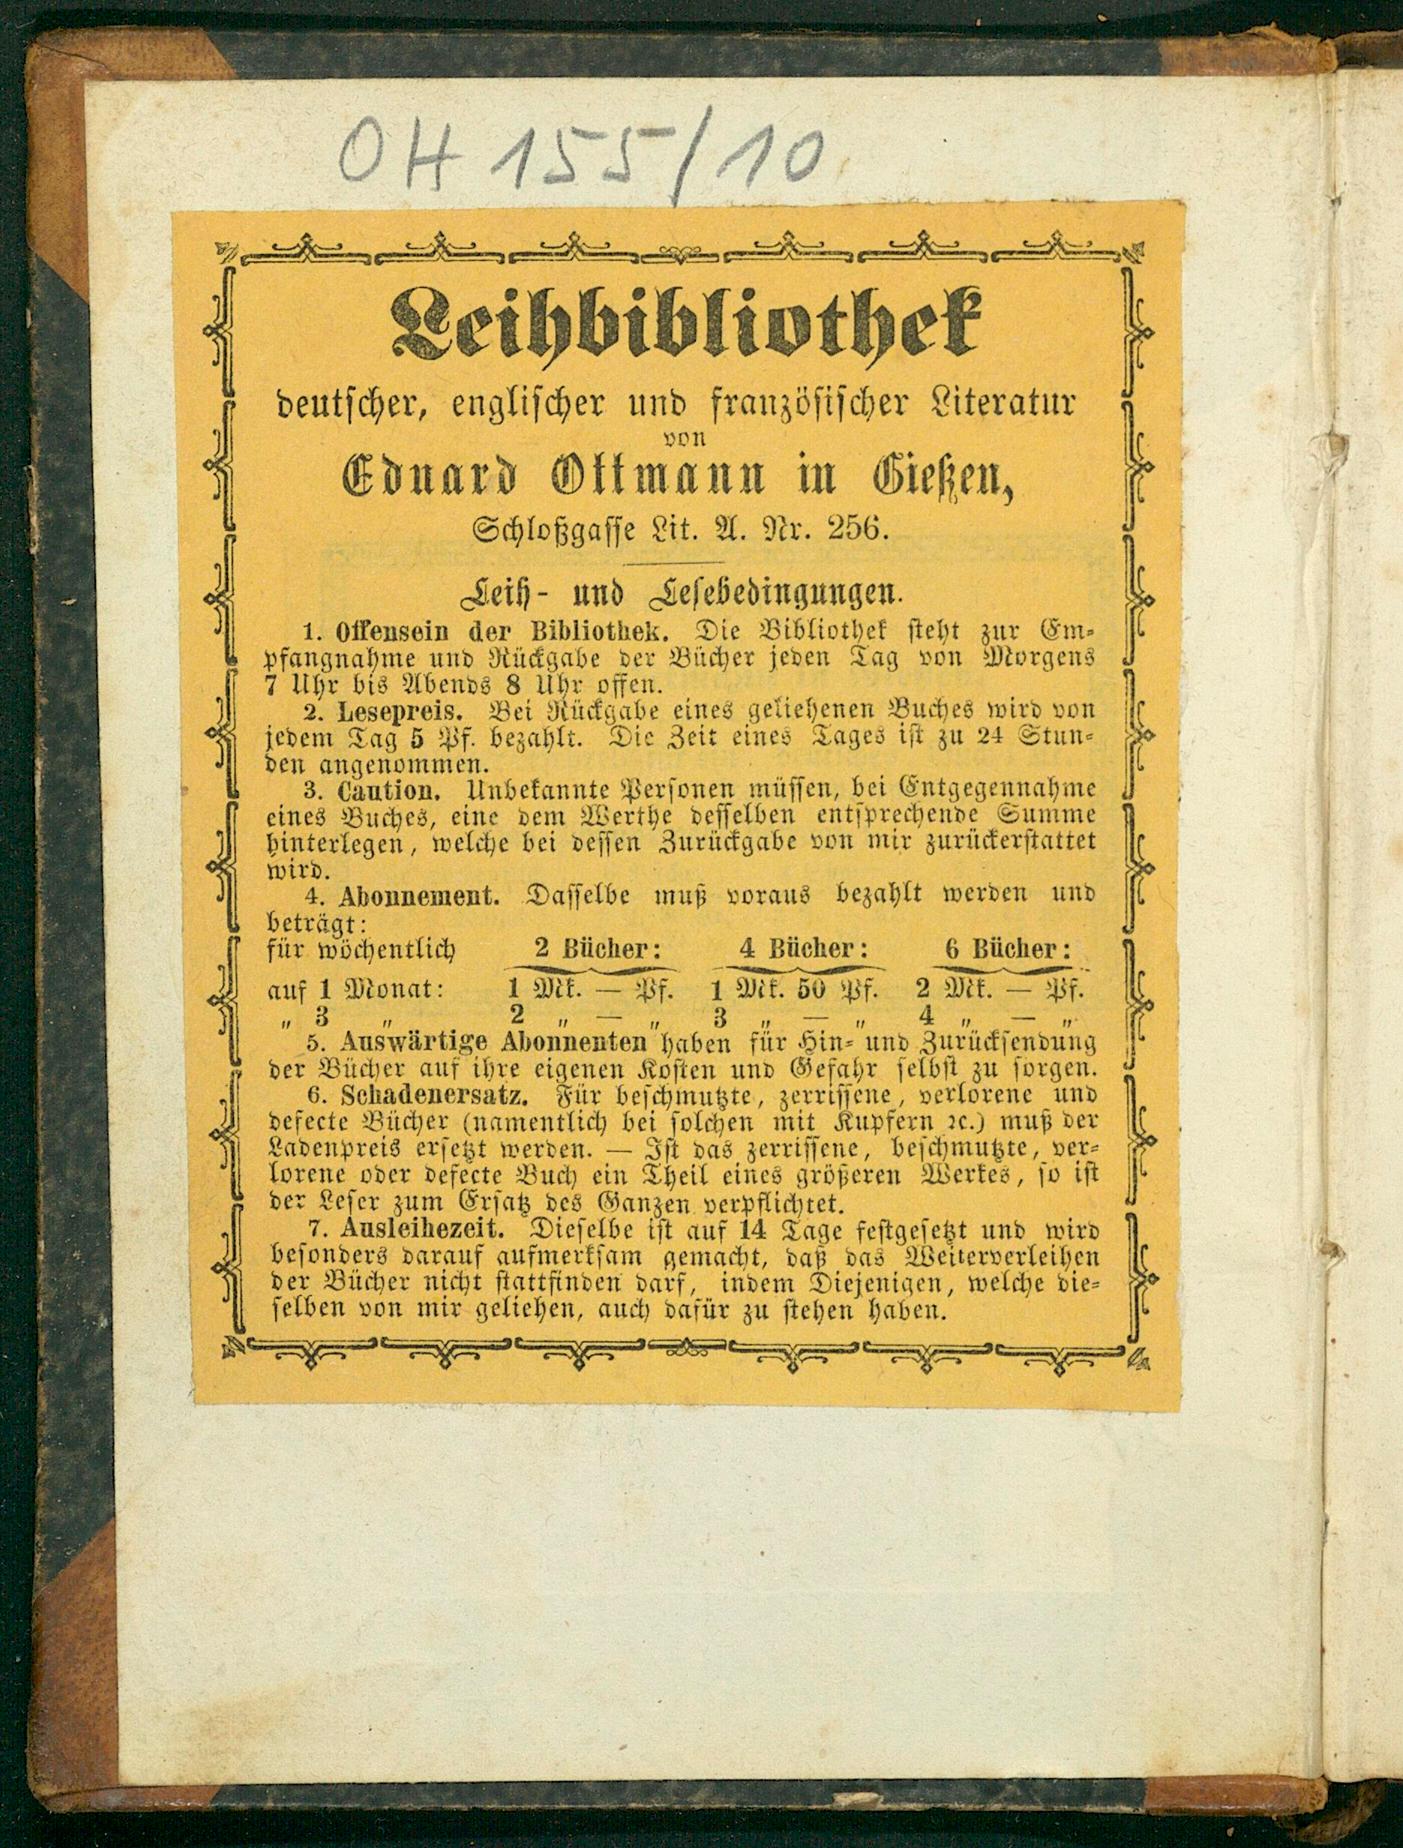 OH 155/10
Leihbibliothek
deutscher, englischer und französischer Literatur
von
Eduard Ottmann in Gießen,
Schloßgasse Lit. A. Nr. 256.
Leih- und Lesebedingungen.
1. Offensein der Bibliothek. Die Bibliothek steht zur Em-
pfangnahme und Rückgabe der Bücher jeden Tag von Morgens
7 Uhr bis Abends 8 Uhr offen.
2. Lesepreis. Bei Rückgabe eines geliehenen Buches wird von
jedem Tag 5 Pf. bezahlt. Die Zeit eines Tages ist zu 24 Stun-
den angenommen.
3. Caution. Unbekannte Personen müssen, bei Entgegennahme
eines Buches, eine dem Werthe desselben entsprechende Summe
hinterlegen, welche bei dessen Zurückgabe von mir zurückerstattet
wird.
4. Abonnement. Dasselbe muß voraus bezahlt werden und
beträgt:
für wöchentlich 2 Bücher: 4 Bücher: 6 Bücher:
auf 1 Monat: 1 Mk. — Pf. 1 Mk. 50 Pf. 2 Mk. — Pf.
„ 3 „ 2 „ — „ 3 „ — „ 4 „ — „
5. Auswärtige Abonnenten haben für Hin- und Zurücksendung
der Bücher auf ihre eigenen Kosten und Gefahr selbst zu sorgen.
6. Schadenersatz. Für beschmutzte, zerrissene, verlorene und
defecte Bücher (namentlich bei solchen mit Kupfern ꝛc.) muß der
Ladenpreis ersetzt werden. — Ist das zerrissene, beschmutzte, ver-
lorene oder defecte Buch ein Theil eines größeren Werkes, so ist
der Leser zum Ersatz des Ganzen verpflichtet.
7. Ausleihezeit. Dieselbe ist auf 14 Tage festgesetzt und wird
besonders darauf aufmerksam gemacht, daß das Weiterverleihen
der Bücher nicht stattfinden darf, indem Diejenigen, welche die-
selben von mir geliehen, auch dafür zu stehen haben.